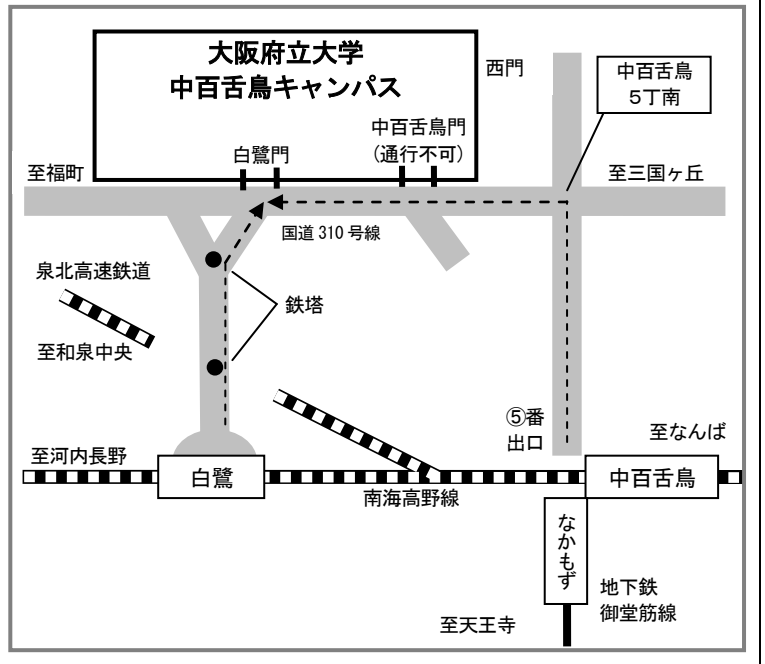 大阪府立大学
中百舌鳥キャンパス
西門
中百舌鳥
５丁南
中百舌鳥門
(通行不可)
白鷺門
至福町
至三国ヶ丘
国道 310 号線
泉北高速鉄道
鉄塔
至和泉中央
⑤番
出口
至なんば
至河内長野
白鷺
中百舌鳥
南海高野線
なかもず
地下鉄
御堂筋線
至天王寺